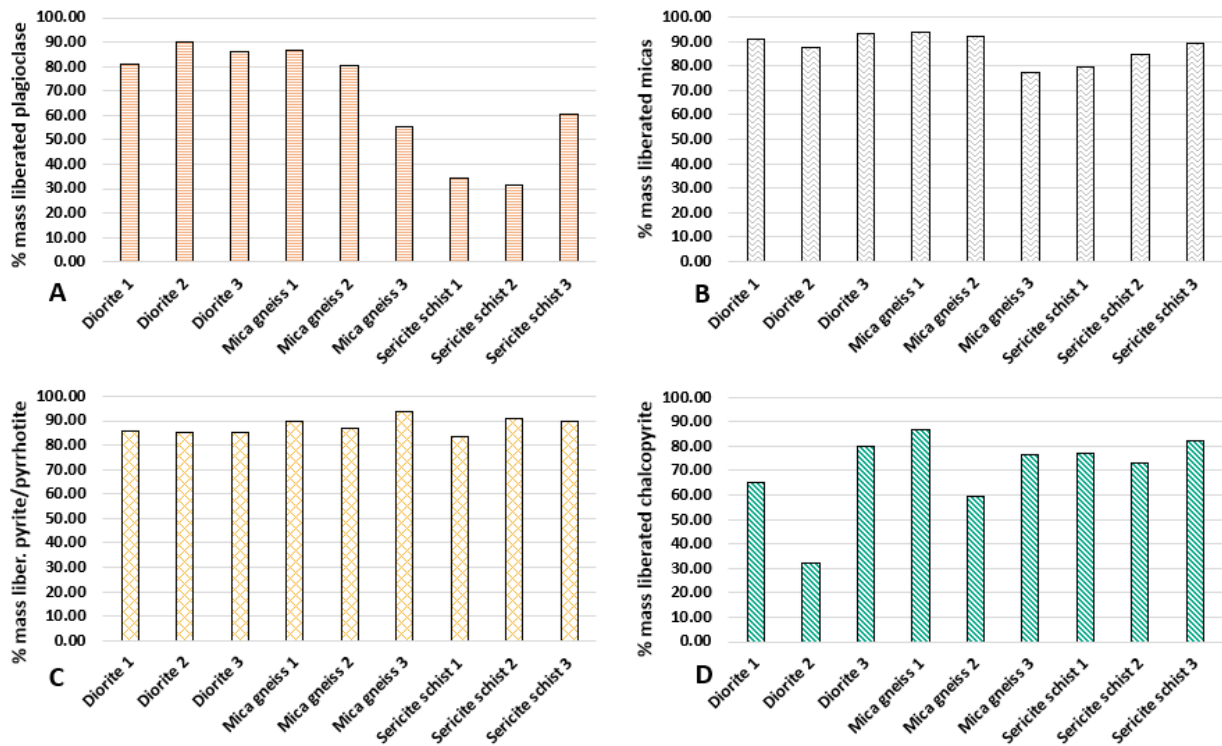 % mass liberated plagioclase
100.00
90.00
80.00
70.00
60.00
50.00
40.00
30.00
20.00
10.00
0.00
A
Diorite 1
Diorite 2
Diorite 3
Mica gneiss 1
Mica gneiss 2
Mica gneiss 3
Sericite schist 1
Sericite schist 2
Sericite schist 3
% mass liberated micas
100.00
90.00
80.00
70.00
60.00
50.00
40.00
30.00
20.00
10.00
0.00
B
Diorite 1
Diorite 2
Diorite 3
Mica gneiss 1
Mica gneiss 2
Mica gneiss 3
Sericite schist 1
Sericite schist 2
Sericite schist 3
% mass liber. pyrite/pyrrhotite
100.00
90.00
80.00
70.00
60.00
50.00
40.00
30.00
20.00
10.00
0.00
C
Diorite 1
Diorite 2
Diorite 3
Mica gneiss 1
Mica gneiss 2
Mica gneiss 3
Sericite schist 1
Sericite schist 2
Sericite schist 3
% mass liberated chalcopyrite
100.00
90.00
80.00
70.00
60.00
50.00
40.00
30.00
20.00
10.00
0.00
D
Diorite 1
Diorite 2
Diorite 3
Mica gneiss 1
Mica gneiss 2
Mica gneiss 3
Sericite schist 1
Sericite schist 2
Sericite schist 3